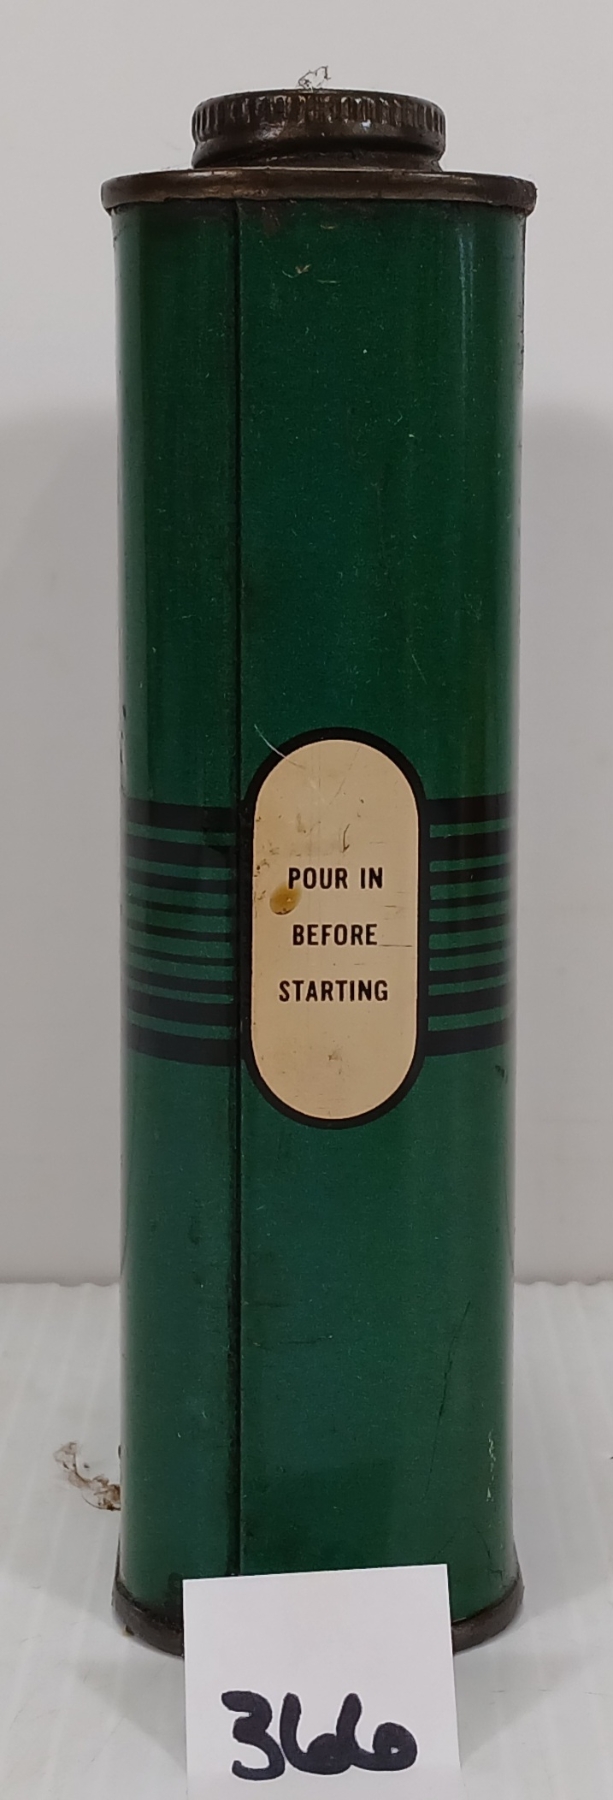 POUR IN
BEFORE
STARTING
366